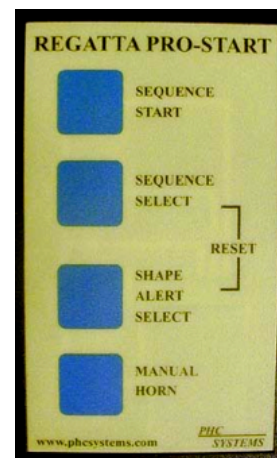 REGATTA PRO-START
SEQUENCE
START
SEQUENCE
SELECT
RESET
SHAPE
ALERT
SELECT
MANUAL
HORN
PHC
SYSTEMS
www.phcsystems.com